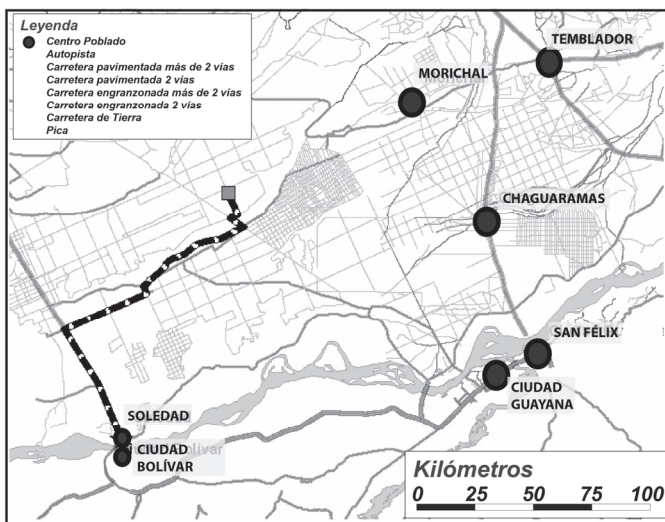 Leyenda
Centro Poblado
Autopista
Carretera pavimentada más de 2 vías
Carretera pavimentada 2 vías
Carretera engranzonada más de 2 vías
Carretera engranzonada 2 vías
Carretera de Tierra
Pica
TEMBLADOR
MORICHAL
CHAGUARAMAS
SAN FÉLIX
CIUDAD
GUAYANA
SOLEDAD
CIUDAD
BOLÍVAR
Kilómetros
0 25 50 75 100